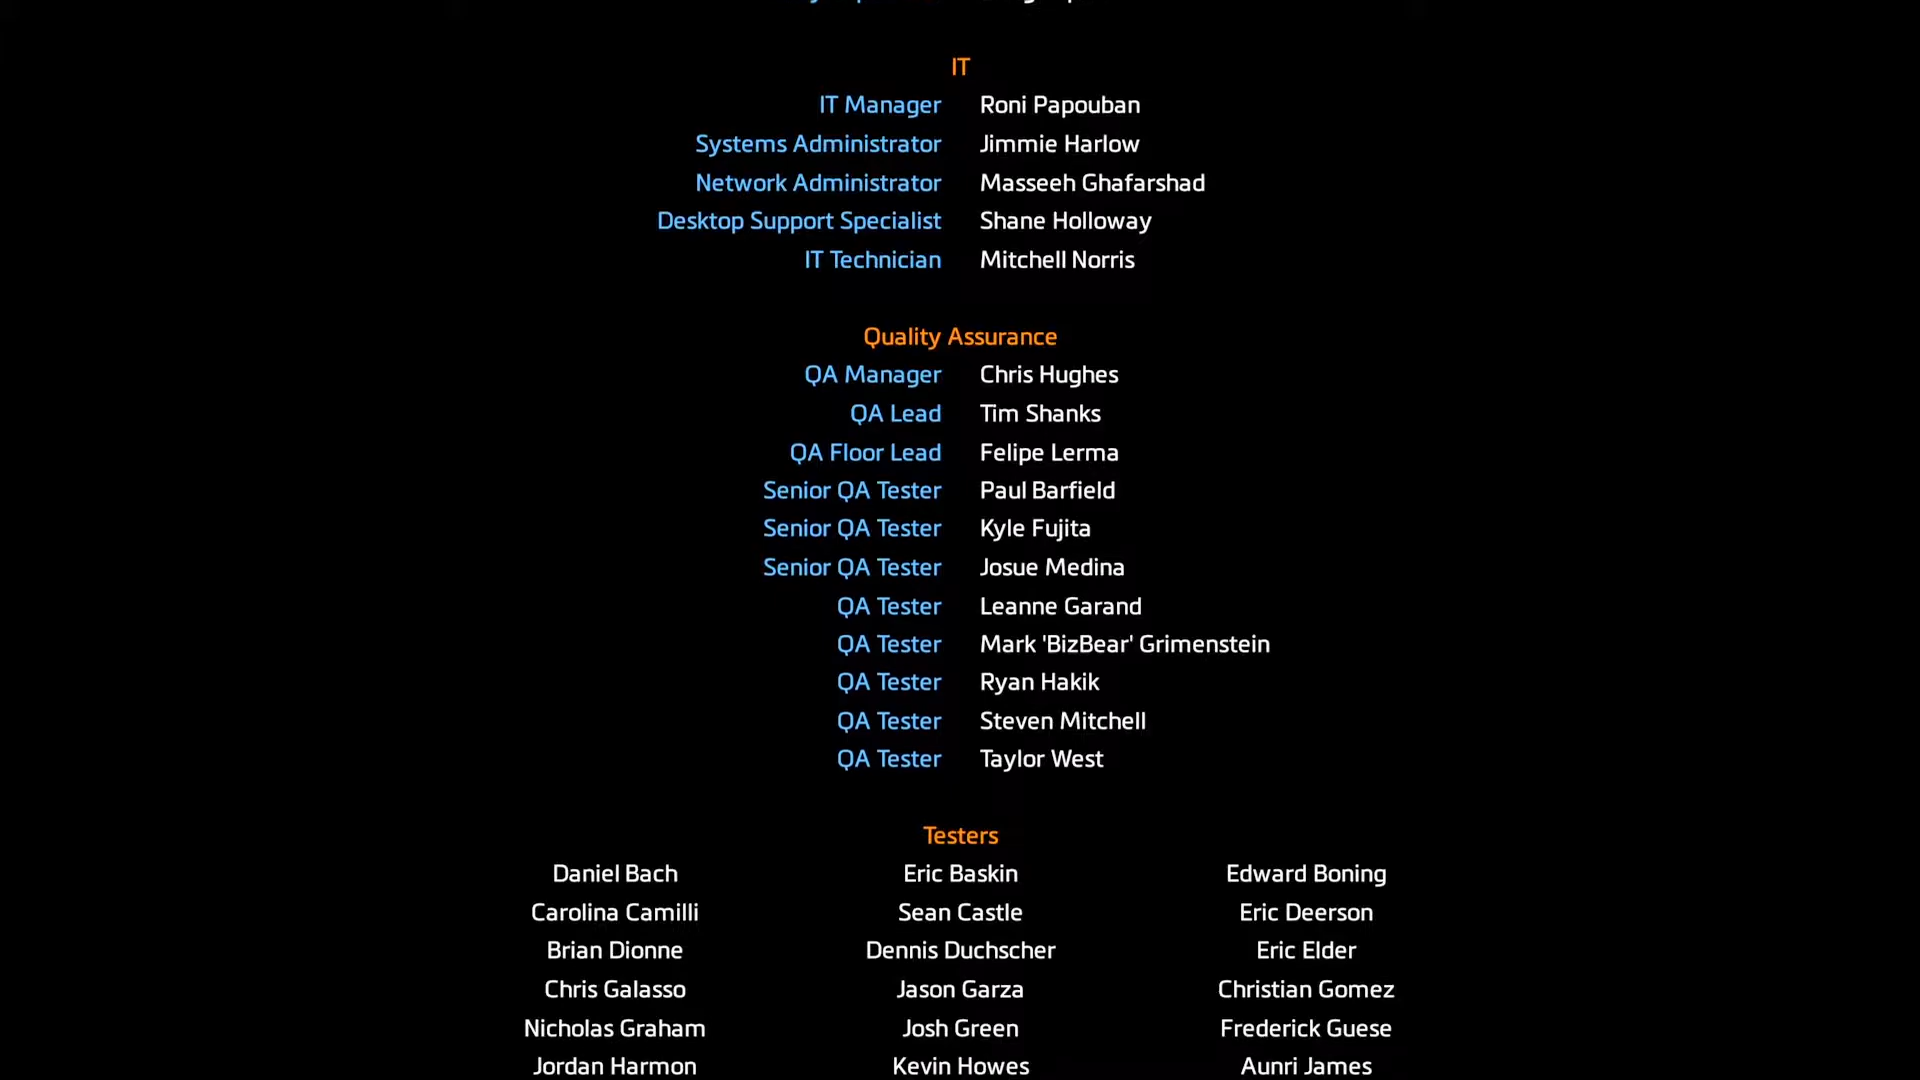 IT
IT Manager Roni Papouban
Systems Administrator Jimmie Harlow
Network Administrator Masseeh Ghafarshad
Desktop Support Specialist Shane Holloway
IT Technician Mitchell Norris
Quality Assurance
QA Manager Chris Hughes
QA Lead Tim Shanks
QA Floor Lead Felipe Lerma
Senior QA Tester Paul Barfield
Senior QA Tester Kyle Fujita
Senior QA Tester Josue Medina
QA Tester Leanne Garand
QA Tester Mark 'BizBear' Grimenstein
QA Tester Ryan Hakik
QA Tester Steven Mitchell
QA Tester Taylor West
Testers
Daniel Bach Eric Baskin Edward Boning
Carolina Camilli Sean Castle Eric Deerson
Brian Dionne Dennis Duchscher Eric Elder
Chris Galasso Jason Garza Christian Gomez
Nicholas Graham Josh Green Frederick Guese
Jordan Harmon Kevin Howes Aunri James